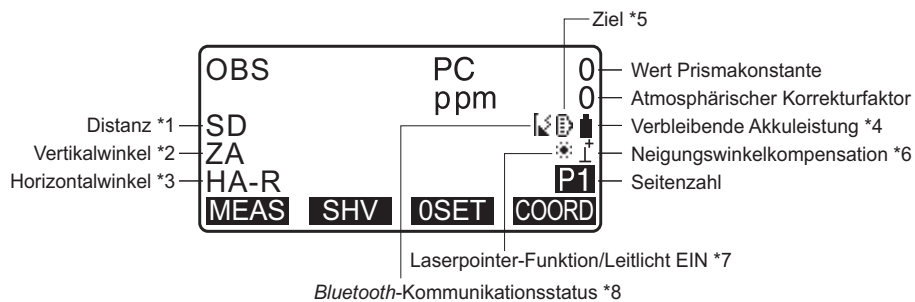 Ziel *5
OBS PC 0 Wert Prismakonstante
ppm 0 Atmosphärischer Korrekturfaktor
Distanz *1 SD Verbleibende Akkuleistung *4
Vertikalwinkel *2 ZA Neigungswinkelkompensation *6
Horizontalwinkel *3 HA-R P1 Seitenzahl
MEAS SHV 0SET COORD
Laserpointer-Funktion/Leitlicht EIN *7
Bluetooth-Kommunikationsstatus *8